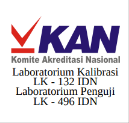 KAN
Komite Akreditasi Nasional
Laboratorium Kalibrasi
LK - 132 IDN
Laboratorium Penguji
LK - 496 IDN